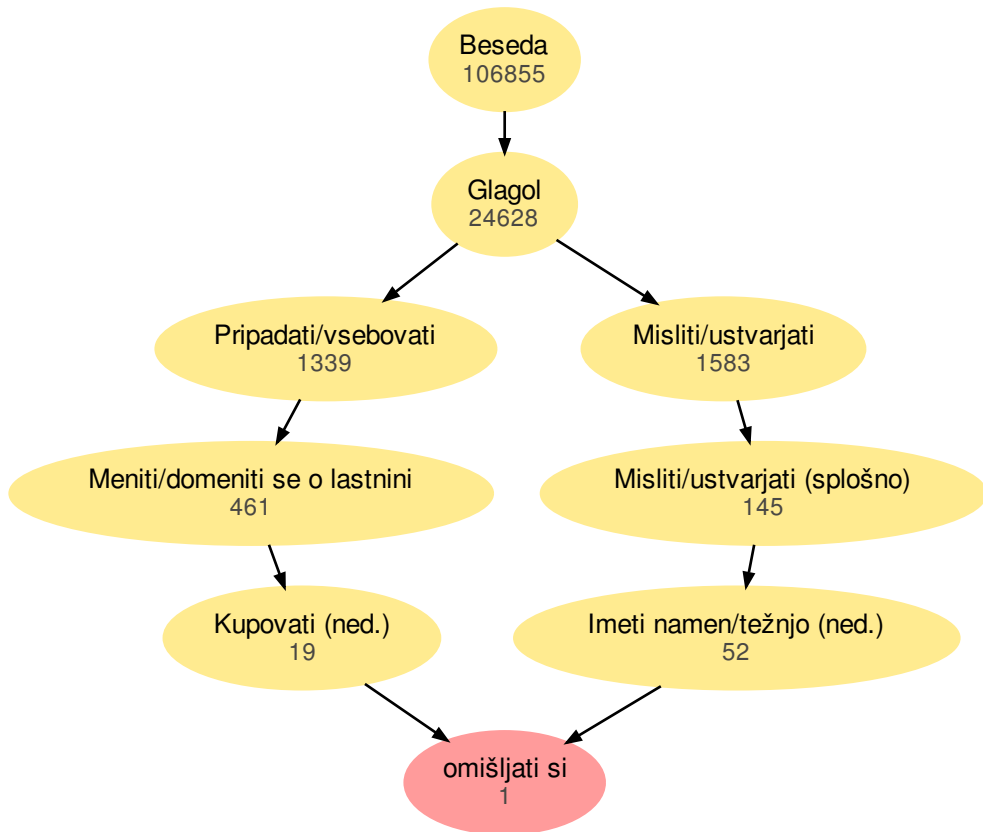 Beseda
106855
Glagol
24628
Pripadati/vsebovati
1339
Misliti/ustvarjati
1583
Meniti/domeniti se o lastnini
461
Misliti/ustvarjati (splošno)
145
Kupovati (ned.)
19
Imeti namen/težnjo (ned.)
52
omišljati si
1